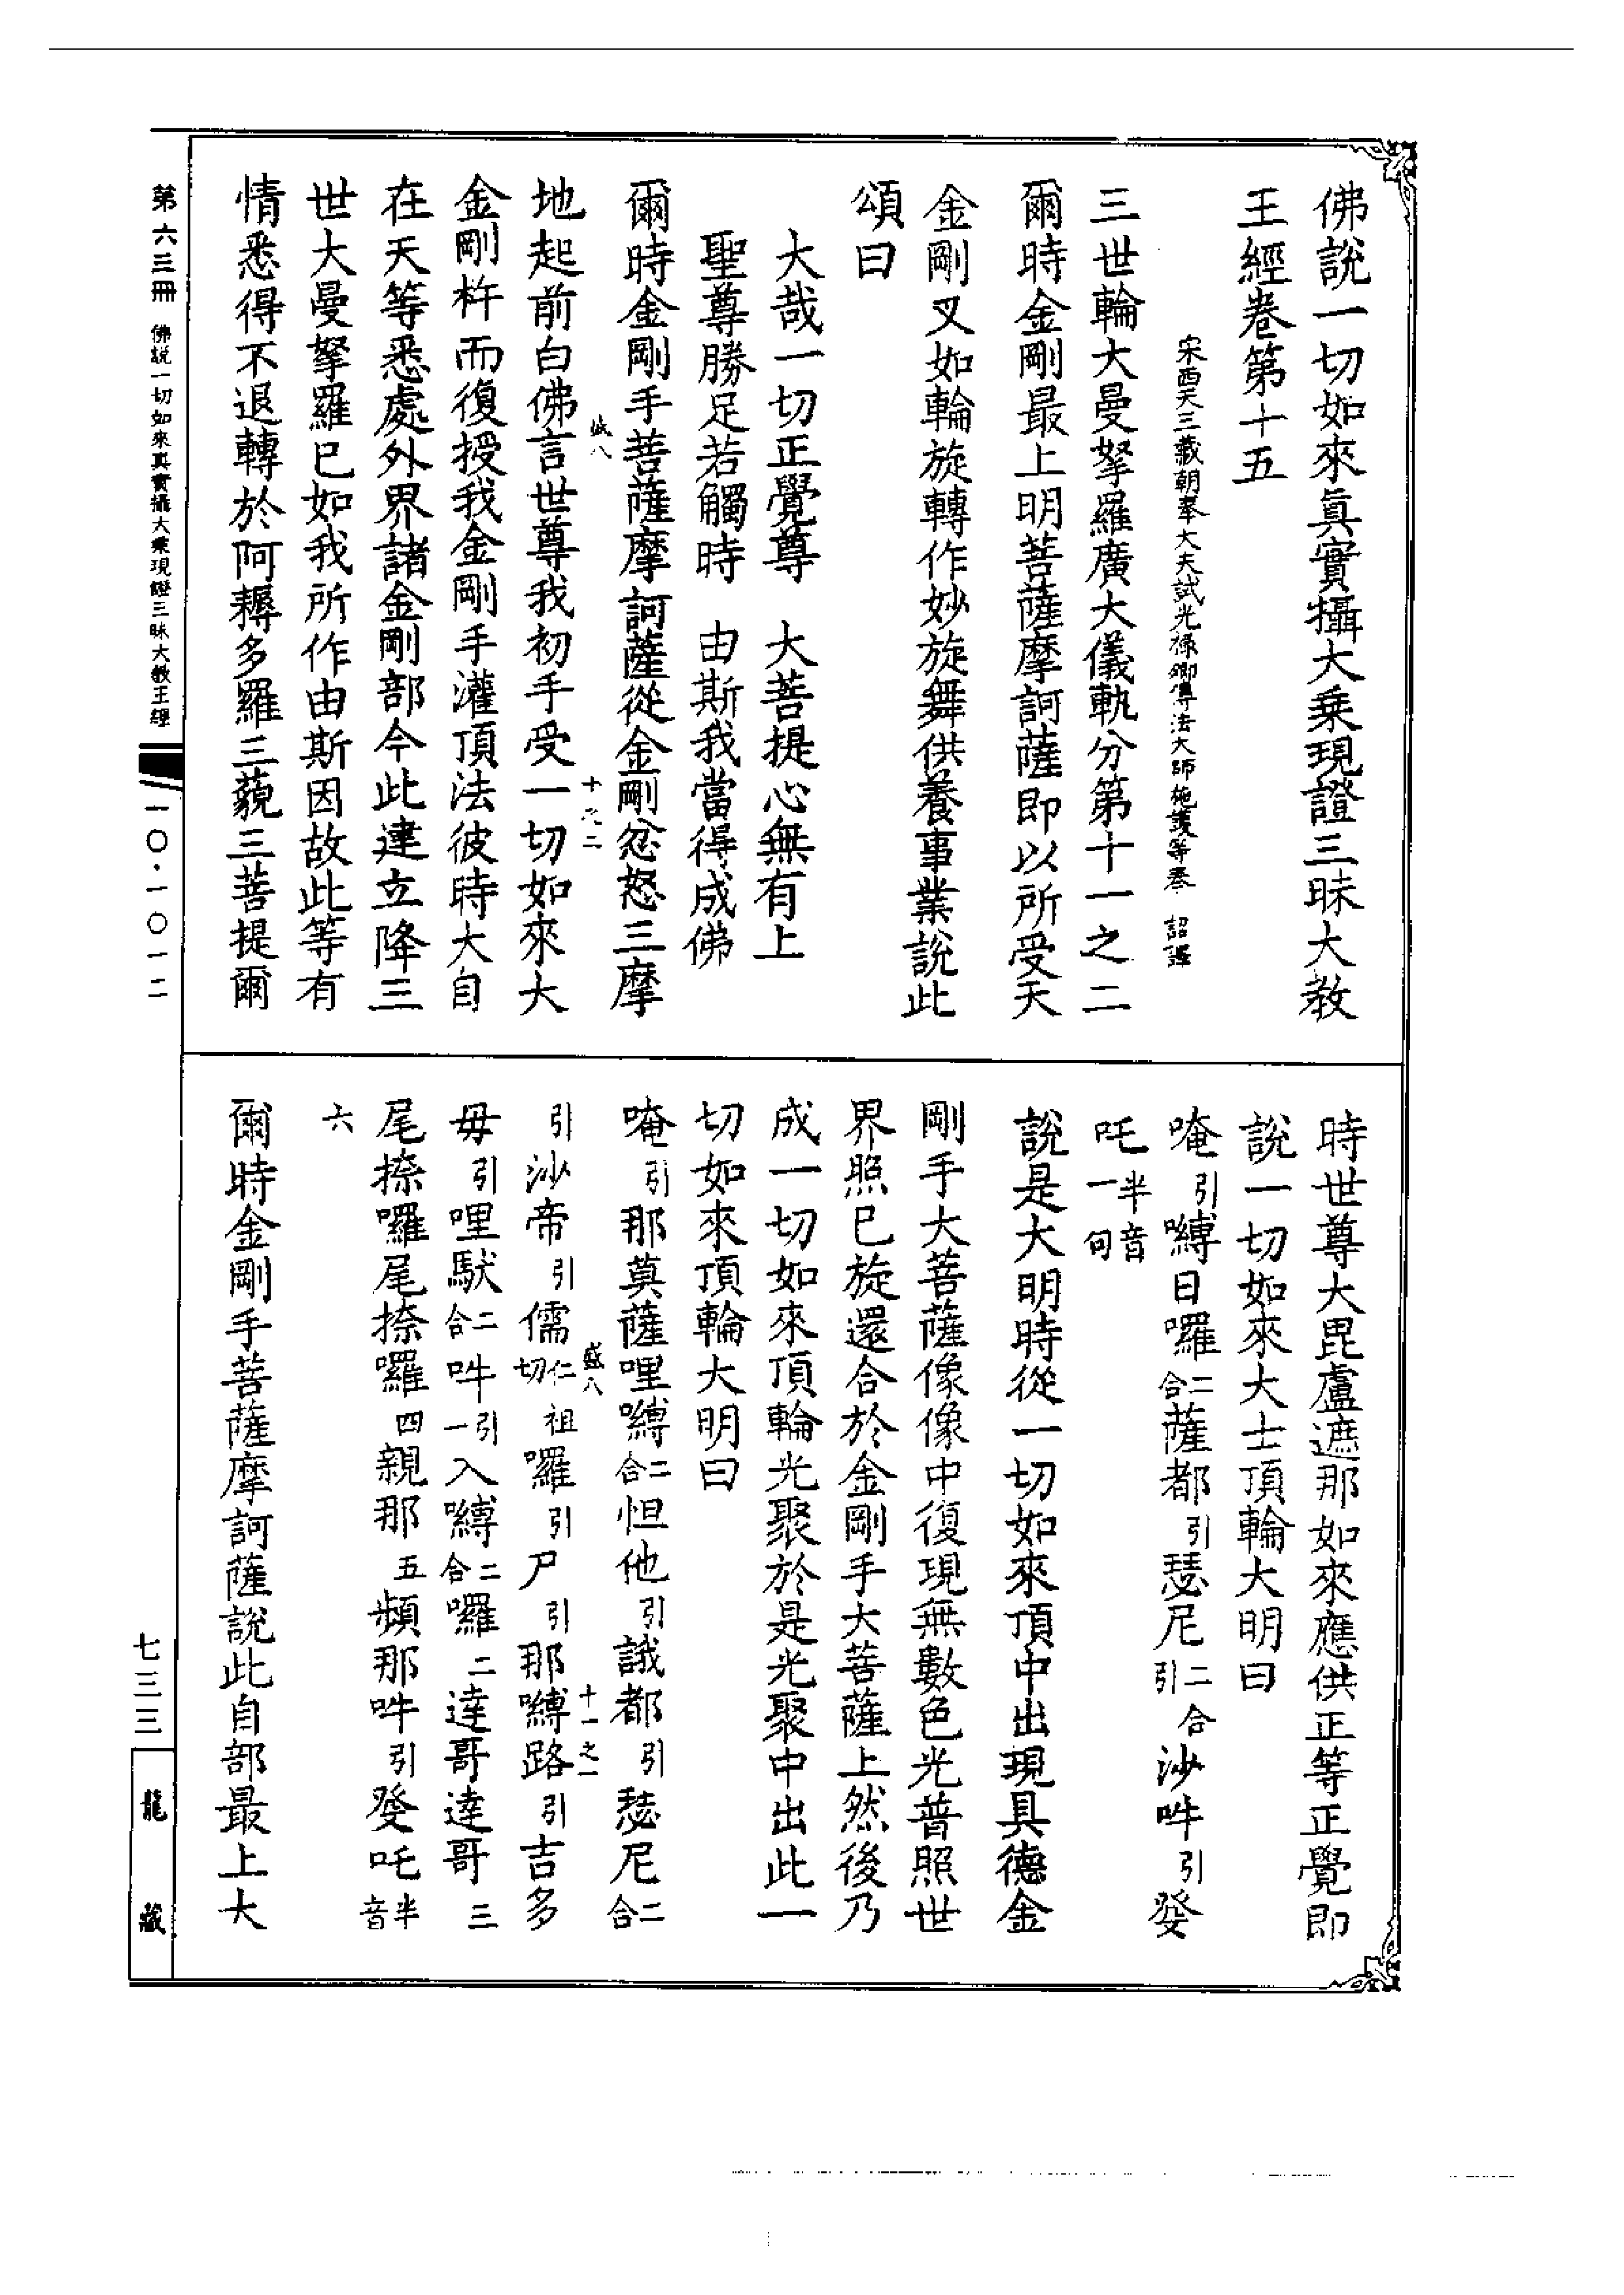 佛說一切如來真實攝大乘現證三昧大教
王經卷第十五
宋西天三藏朝奉大夫試光祿卿傳法大師施護等奉 詔譯
三世輪大曼拏羅廣大儀軌分第十一之二
爾時金剛最上明菩薩摩訶薩即以所受天
金剛叉如輪旋轉作妙旋舞供養事業說此
頌曰
大哉一切正覺尊 大菩提心無有上
聖尊勝足若觸時 由斯我當得成佛
爾時金剛手菩薩摩訶薩從金剛忿怒三摩
地起前白佛言世尊我初手受一切如來大
金剛杵而復授我金剛手灌頂法彼時大自
在天等悉處外界諸金剛部今此建立降三
世大曼拏羅已如我所作由斯因故此等有
情悉得不退轉於阿耨多羅三藐三菩提爾
時世尊大毘盧遮那如來應供正等正覺即
說一切如來大士頂輪大明曰
唵引嚩日囉二合薩都引瑟尼二合引沙吽引癹
吒半音一句
說是大明時從一切如來頂中出現具德金
剛手大菩薩像像中復現無數色光普照世
界照已旋還合於金剛手大菩薩上然後乃
成一切如來頂輪光聚於是光聚中出此一
切如來頂輪大明曰
唵引那莫薩哩嚩二合怛他引誐都引瑟尼二合
引沙帝引儒仁祖切囉引尸引那嚩路引吉多
毋引哩馱二合吽引一入嚩二合囉二達哥達哥三
尾捺囉尾捺囉四親那五頻那吽引癹吒半音
六
爾時金剛手菩薩摩訶薩說此自部最上大
第六三冊 佛說一切如來真實攝大乘現證三昧大教王經
一〇·一〇一二
七三三
龍藏